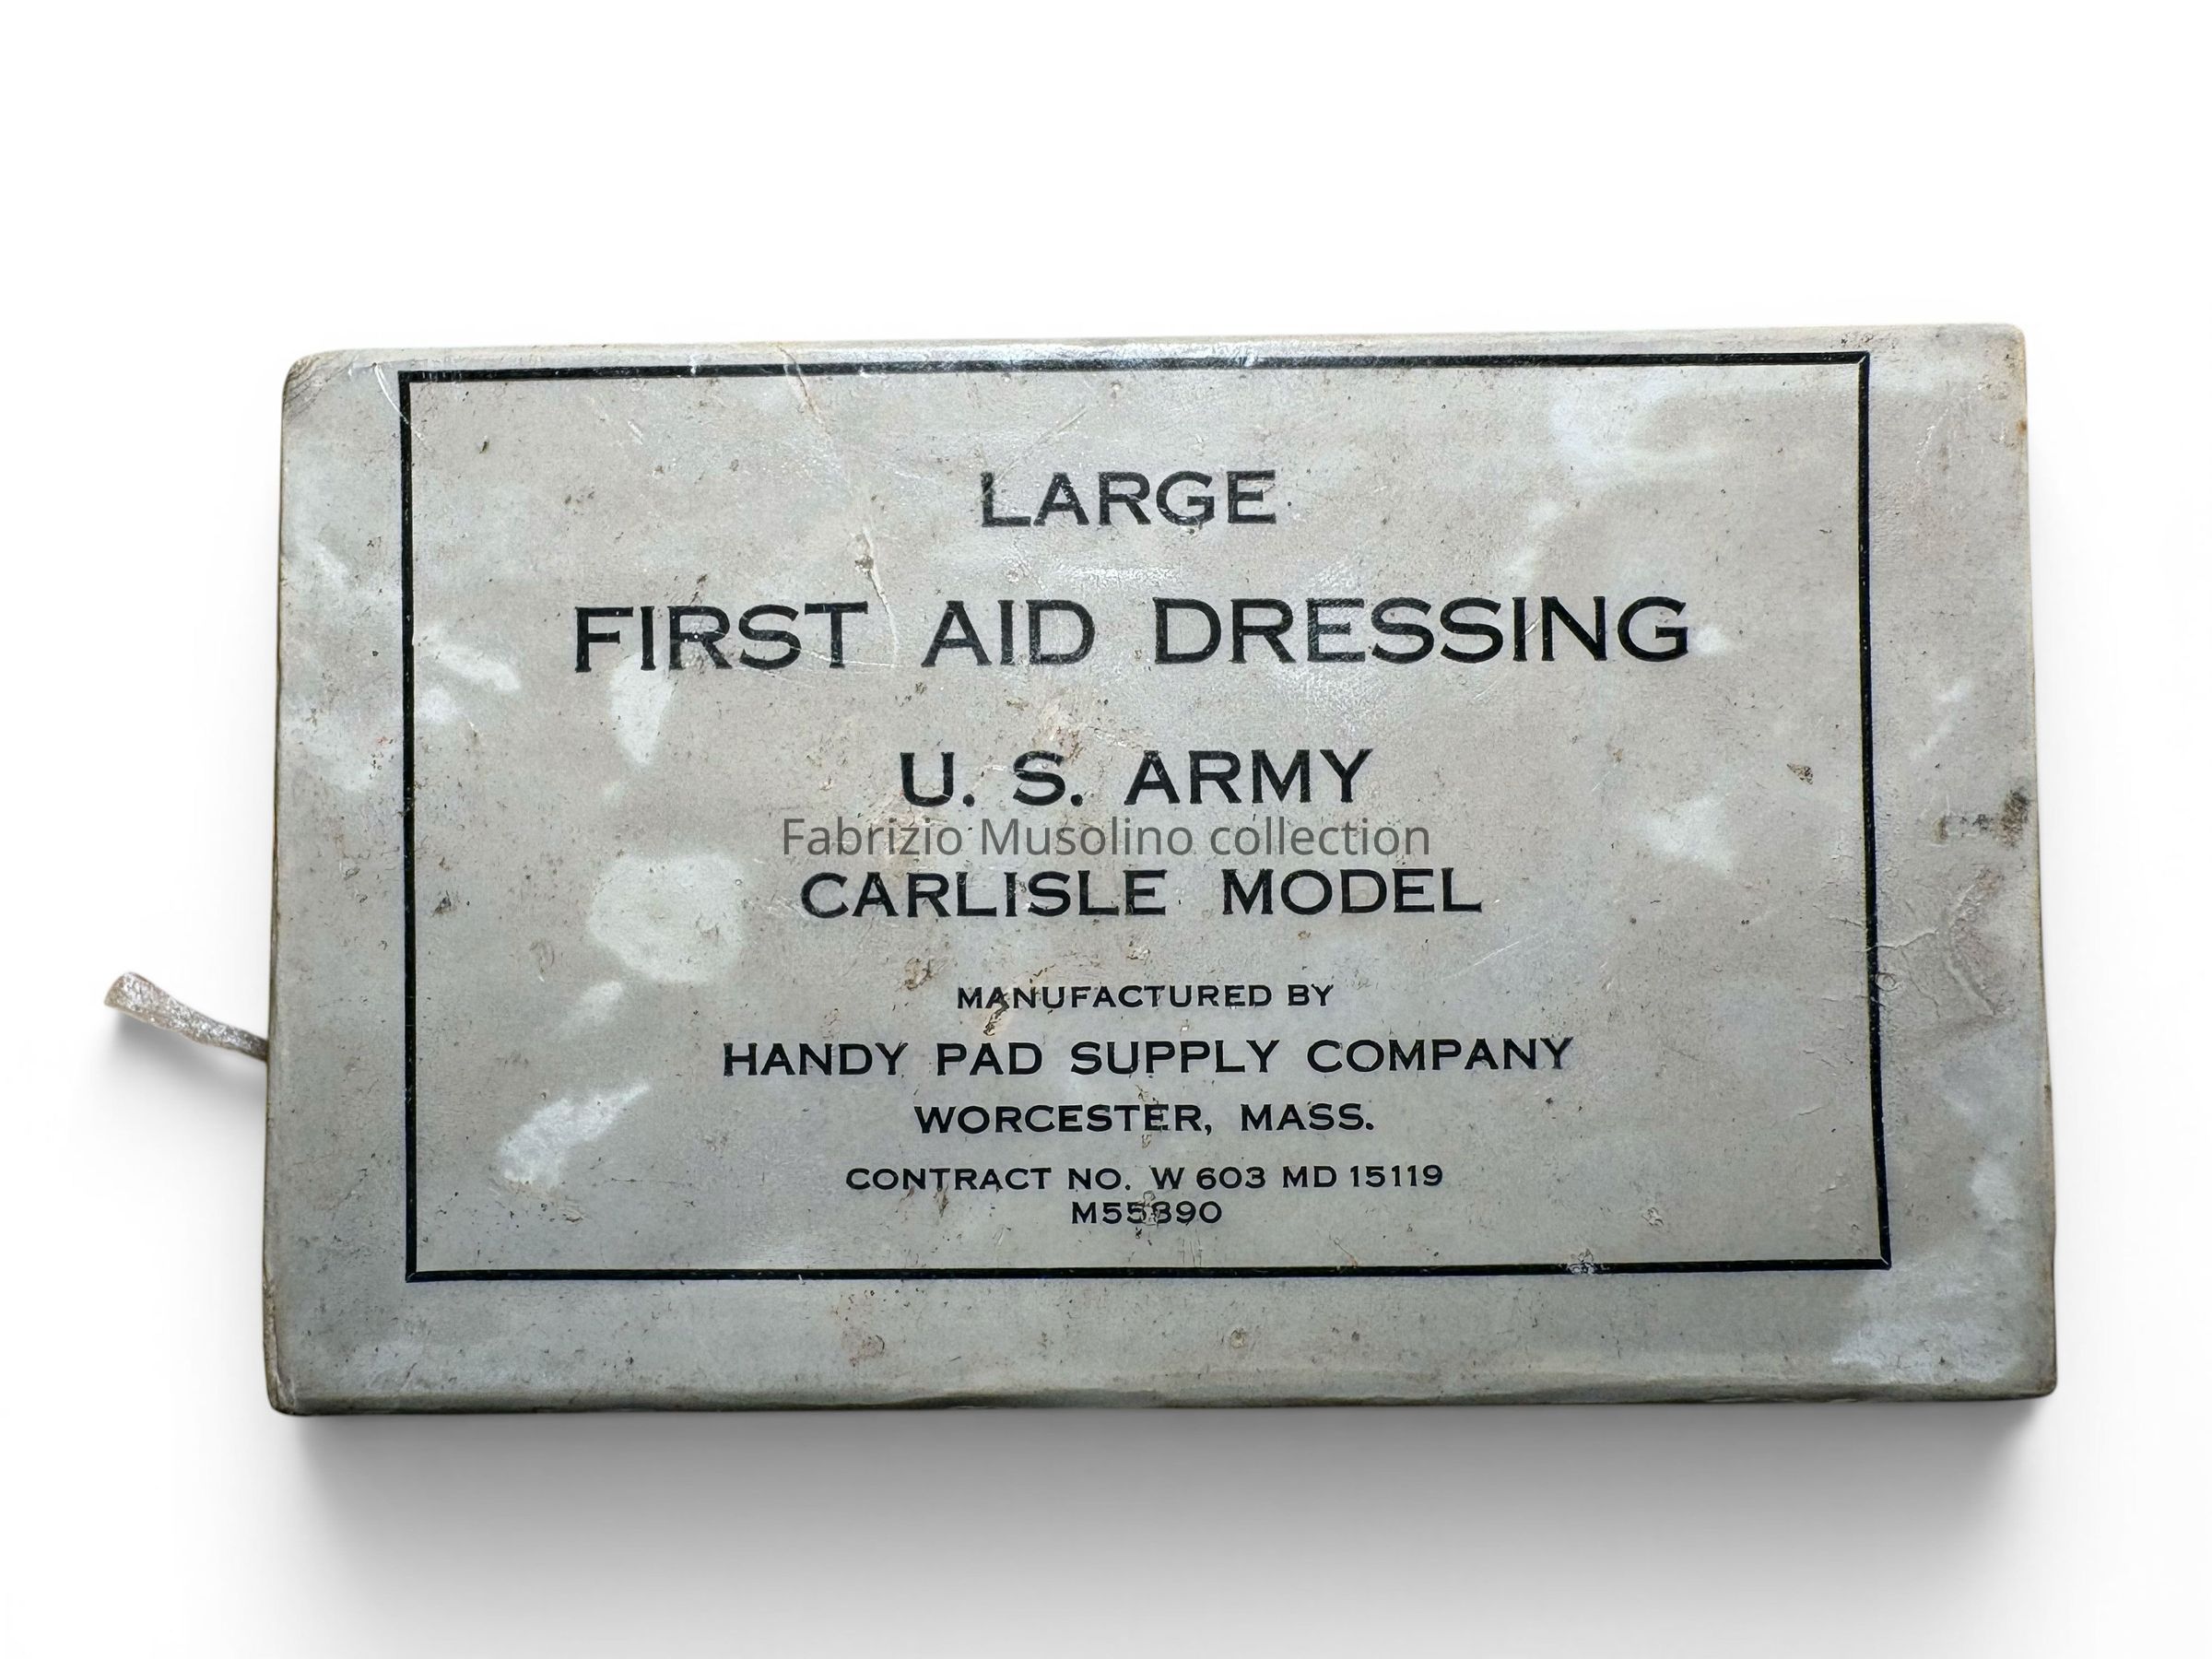 LARGE
FIRST AID DRESSING
U. S. ARMY
Fabrizio Musolino collection
CARLISLE MODEL
MANUFACTURED BY
HANDY PAD SUPPLY COMPANY
WORCESTER, MASS.
CONTRACT NO. W 603 MD 15119